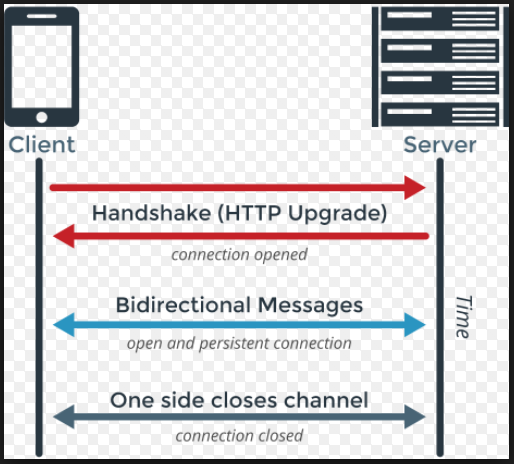 Client
Server
Handshake (HTTP Upgrade)
connection opened
Bidirectional Messages
open and persistent connection
Time
One side closes channel
connection closed